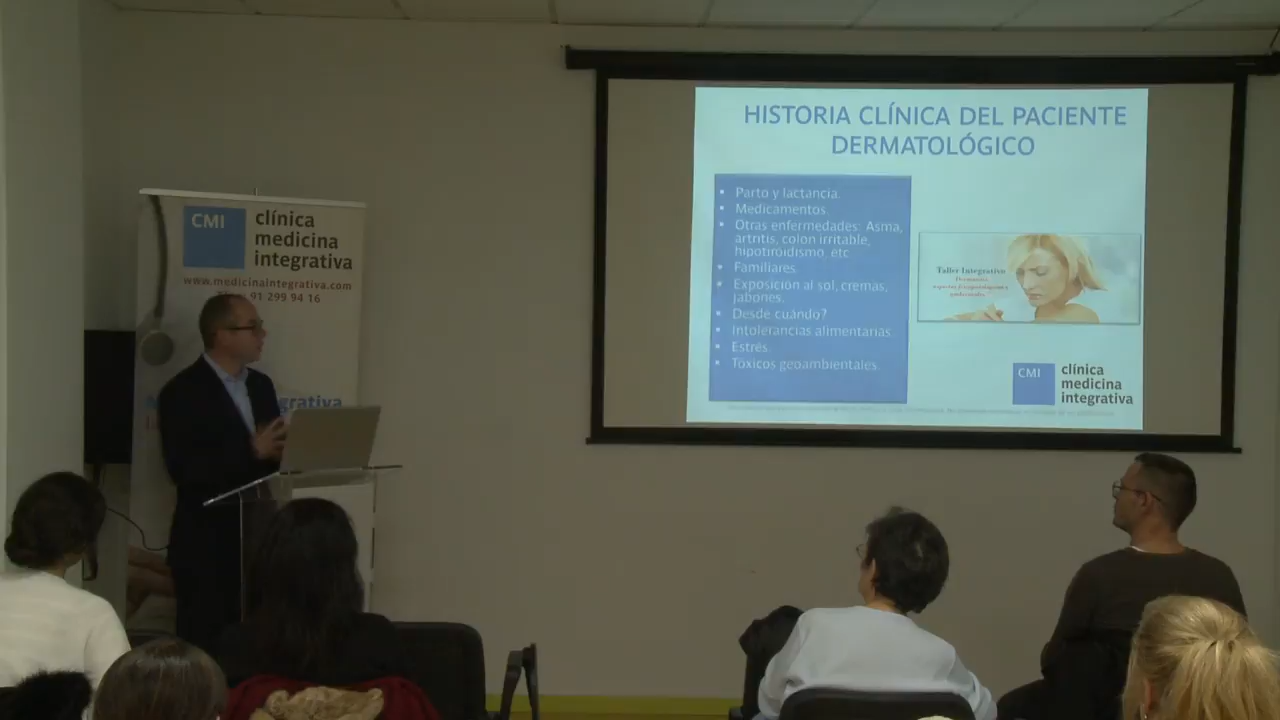 HISTORIA CLÍNICA DEL PACIENTE
DERMATOLÓGICO
• Parto y lactancia.
• Medicamentos
• Otras enfermedades: Asma,
artritis, colon irritable,
hipotiroidismo, etc
• Familiares
• Exposición al sol, cremas,
jabones.
• Desde cuándo?
• Intolerancias alimentarias.
• Estrés
• Tóxicos geoambientales
Taller Integrativo
CMI
clínica
medicina
integrativa
CMI
clínica
medicina
integrativa
www.medicinaintegrativa.com
91 299 94 16
grativa